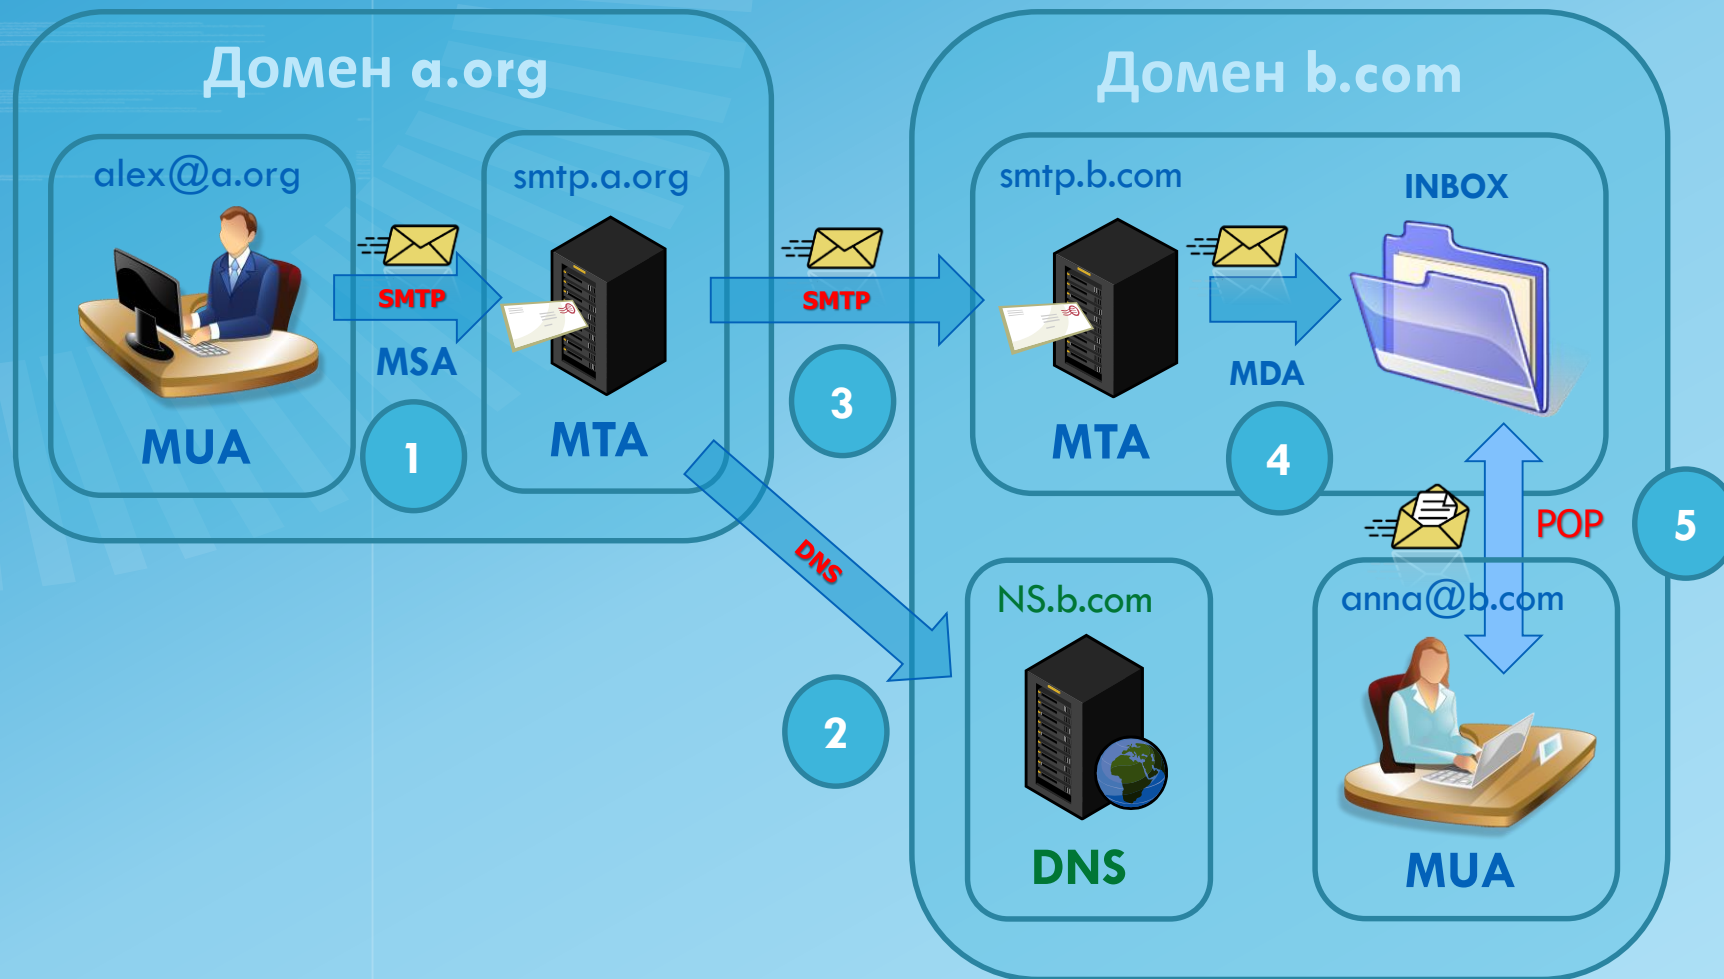 Домен a.org
alex@a.org
smtp.a.org
SMTP
MSA
MUA
1
MTA
SMTP
3
DNS
2
Домен b.com
smtp.b.com
INBOX
MDA
MTA
4
POP
5
NS.b.com
anna@b.com
DNS
MUA